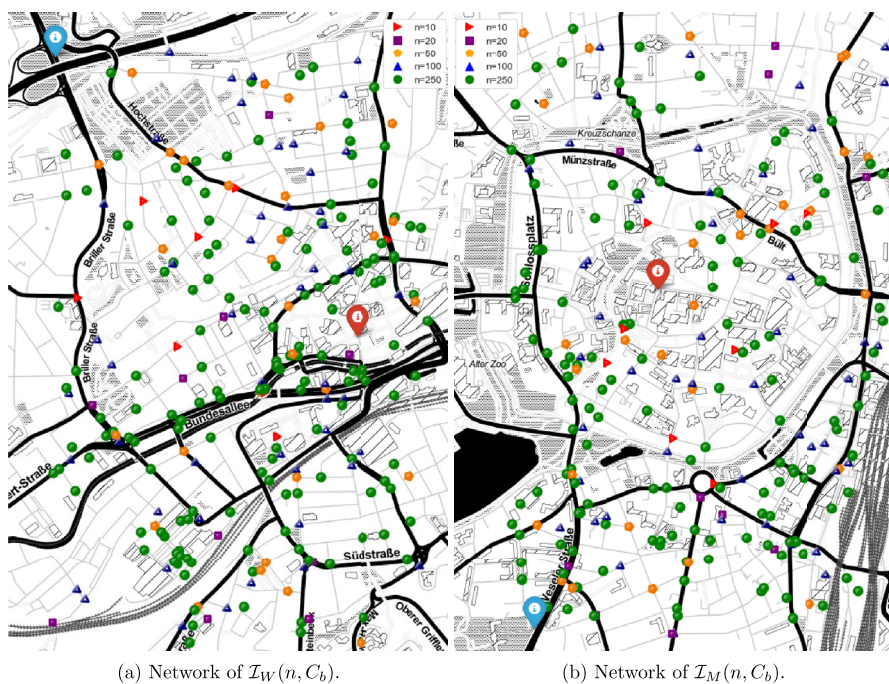 n=10
n=20
n=50
n=100
n=250
Hochstraße
Briller Straße
Briller Straße
Bundesallee
ert-Straße
Südstraße
Oberer Griffle
einbeck
n=10
n=20
n=50
n=100
n=250
Kreuzschanze
Münzstraße
Schlossplatz
Bült
Alter Zoo
Weseler Straße
(a) Network of I_W(n, C_b).
(b) Network of I_M(n, C_b).